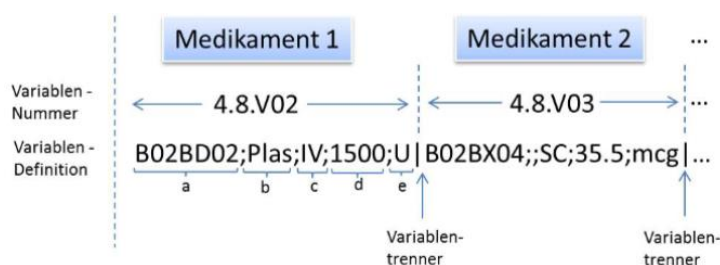 Medikament 1 Medikament 2 ...
Variablen -
Nummer
4.8.V02 4.8.V03 ...
Variablen -
Definition
B02BD02;Plas;IV;1500;U|B02BX04;;SC;35.5;mcg|...
a b c d e
Variablen-
trenner
Variablen-
trenner